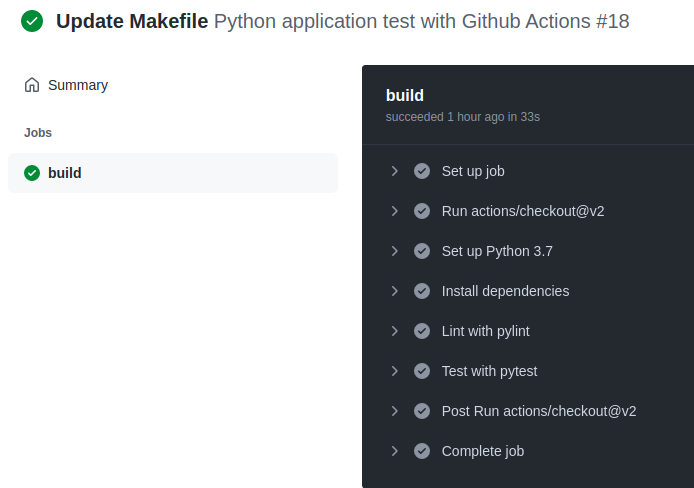 Update Makefile Python application test with Github Actions #18
Summary
Jobs
build
build
succeeded 1 hour ago in 33s
Set up job
Run actions/checkout@v2
Set up Python 3.7
Install dependencies
Lint with pylint
Test with pytest
Post Run actions/checkout@v2
Complete job